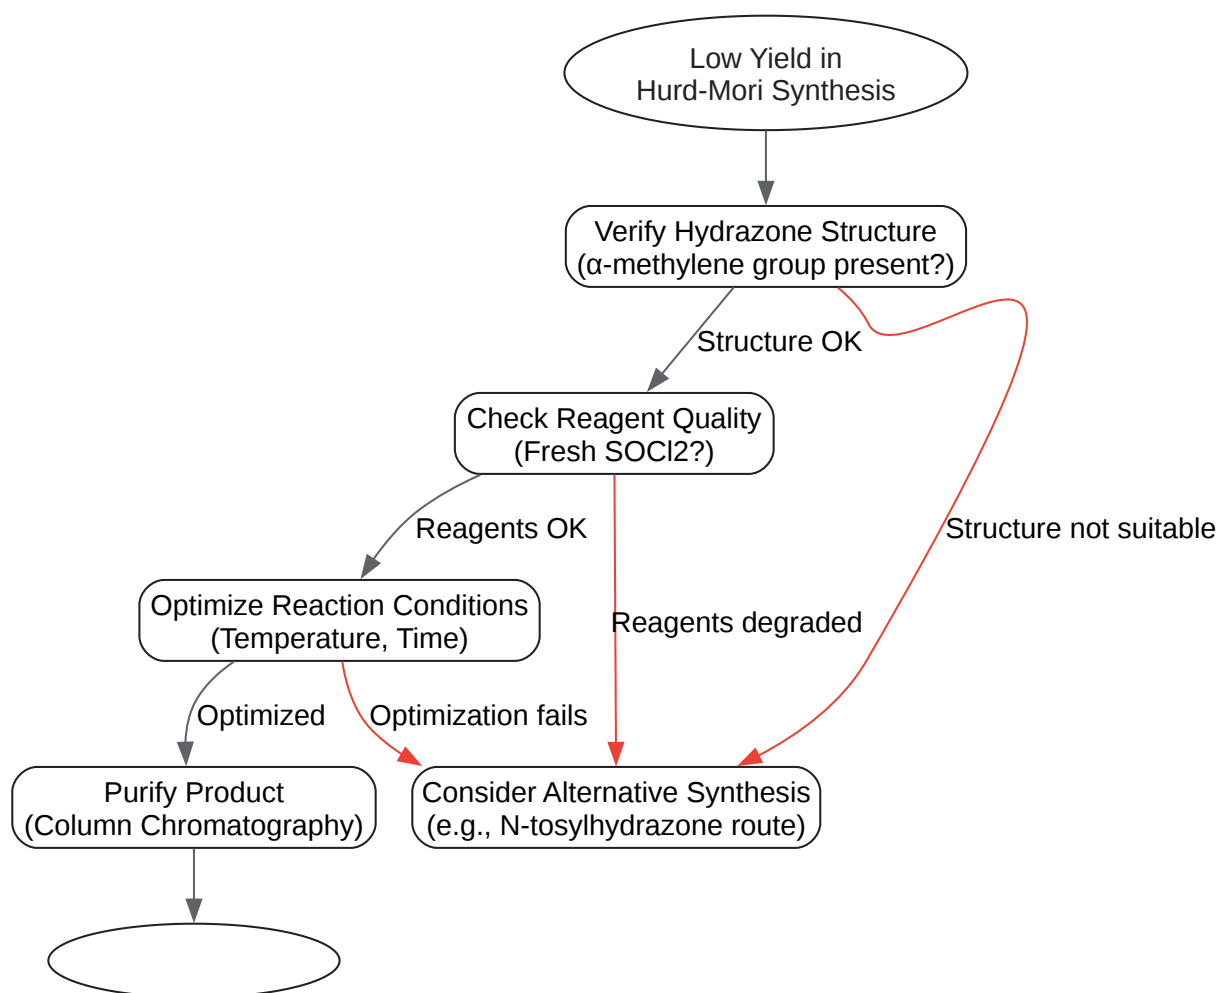 Low Yield in
Hurd-Mori Synthesis
Verify Hydrazone Structure
(α-methylene group present?)
Structure OK
Check Reagent Quality
(Fresh SOCl2?)
Reagents OK
Structure not suitable
Optimize Reaction Conditions
(Temperature, Time)
Reagents degraded
Optimized
Optimization fails
Purify Product
(Column Chromatography)
Consider Alternative Synthesis
(e.g., N-tosylhydrazone route)